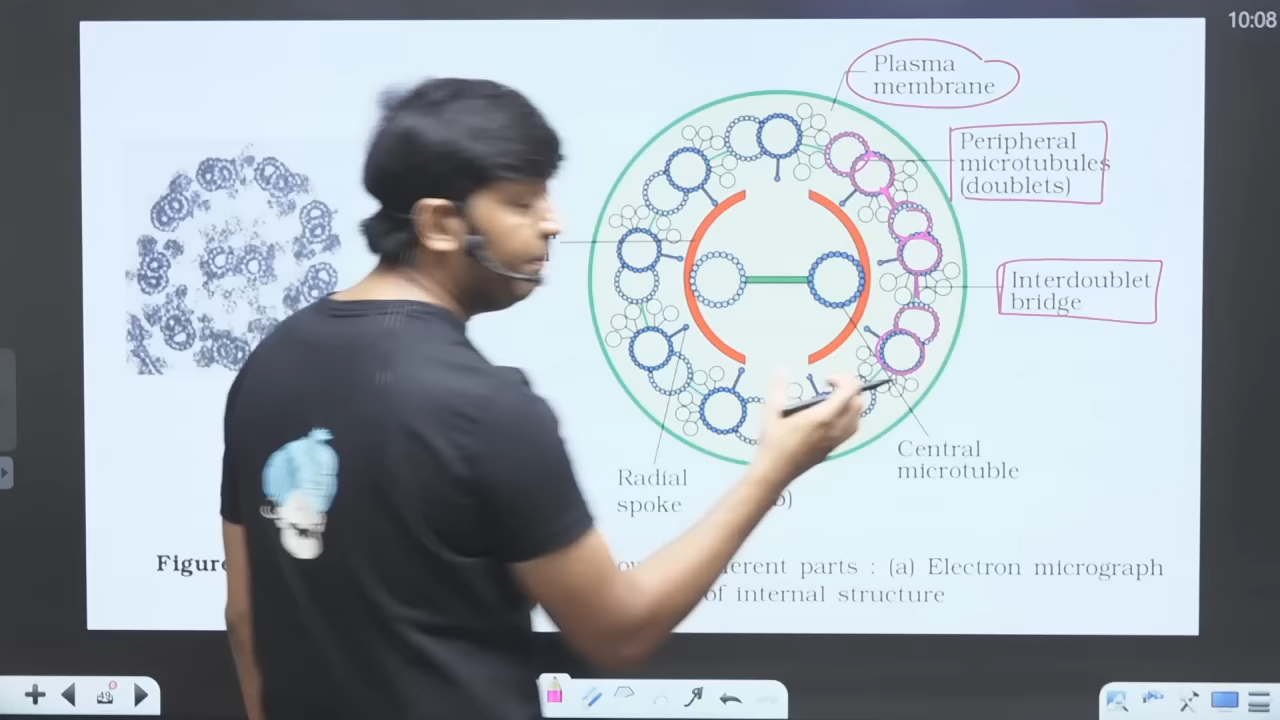 10:08
Plasma
membrane
Peripheral
microtubules
(doublets)
Interdoublet
bridge
Central
microtuble
Radial
spoke
b)
Figure
erent parts : (a) Electron micrograph
of internal structure